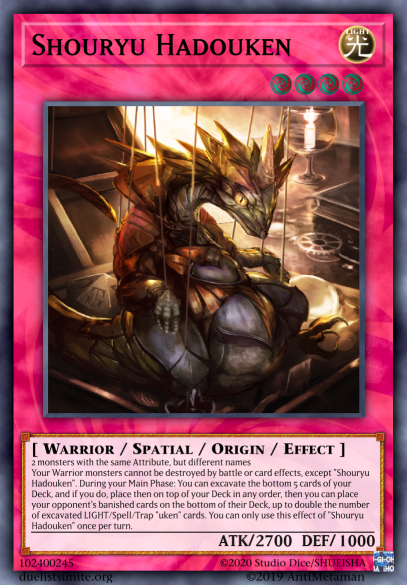 Shouryu Hadouken
LIGHT
光
[ Warrior / Spatial / Origin / Effect ]
2 monsters with the same Attribute, but different names
Your Warrior monsters cannot be destroyed by battle or card effects, except "Shouryu
Hadouken". During your Main Phase: You can excavate the bottom 5 cards of your
Deck, and if you do, place then on top of your Deck in any order, then you can place
your opponent's banished cards on the bottom of their Deck, up to double the number
of excavated LIGHT/Spell/Trap "uken" cards. You can only use this effect of "Shouryu
Hadouken" once per turn.
ATK/2700 DEF/1000
102400245
©2020 Studio Dice/SHUEISHA
duelistsunite.org
©2019 AntiMetaman